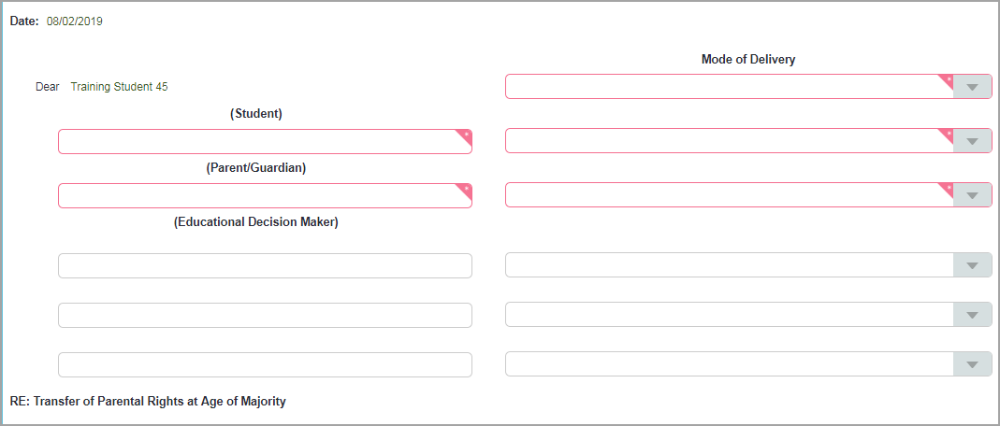 Date: 08/02/2019
Mode of Delivery
Dear Training Student 45
(Student)
(Parent/Guardian)
(Educational Decision Maker)
RE: Transfer of Parental Rights at Age of Majority